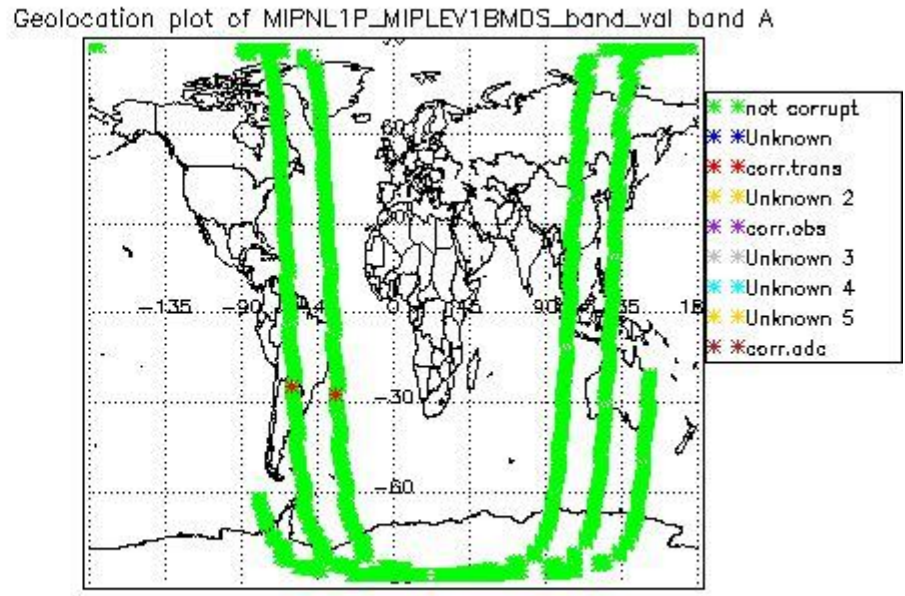 Geolocation plot of MIPNL1P_MIPLEV1BMDS_band_val band A
not corrupt
Unknown
corr.trans
Unknown 2
corr.obs
Unknown 3
Unknown 4
Unknown 5
corr.adc
-135 -90 0 90
-30
-60